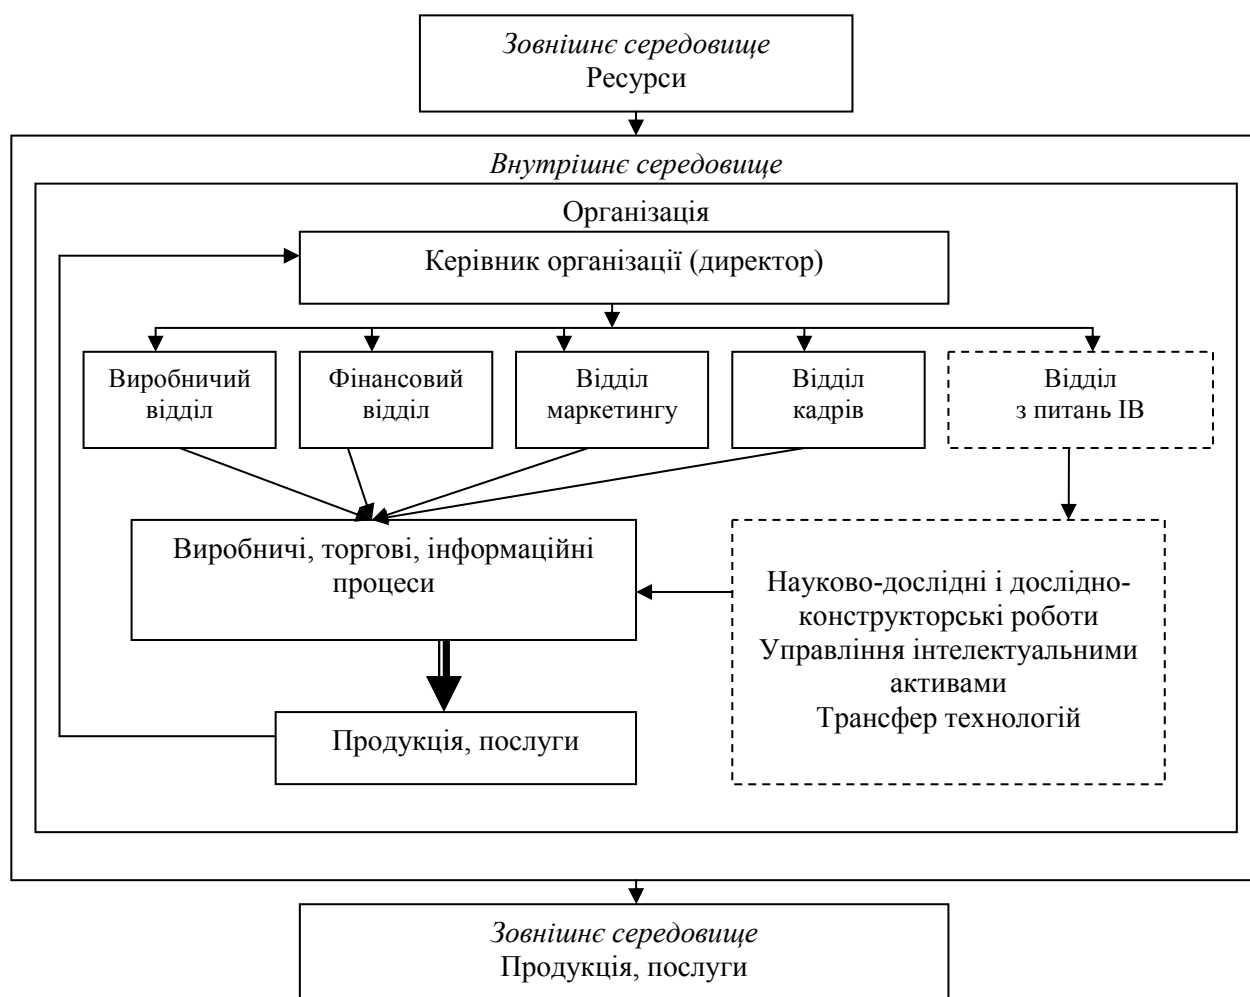 Зовнішнє середовище
Ресурси
Внутрішнє середовище
Організація
Керівник організації (директор)
Виробничий
відділ
Фінансовий
відділ
Відділ
маркетингу
Відділ
кадрів
Відділ
з питань ІВ
Виробничі, торгові, інформаційні
процеси
Науково-дослідні і дослідно-
конструкторські роботи
Управління інтелектуальними
активами
Трансфер технологій
Продукція, послуги
Зовнішнє середовище
Продукція, послуги